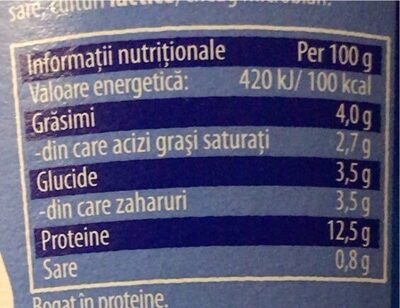 sare, culturi lactice, cheag microbian.
Informații nutriționale Per 100 g
Valoare energetică: 420 kJ/ 100 kcal
Grăsimi 4,0 g
-din care acizi grași saturați 2,7 g
Glucide 3,5 g
-din care zaharuri 3,5 g
Proteine 12,5 g
Sare 0,8 g
Bogat în proteine.